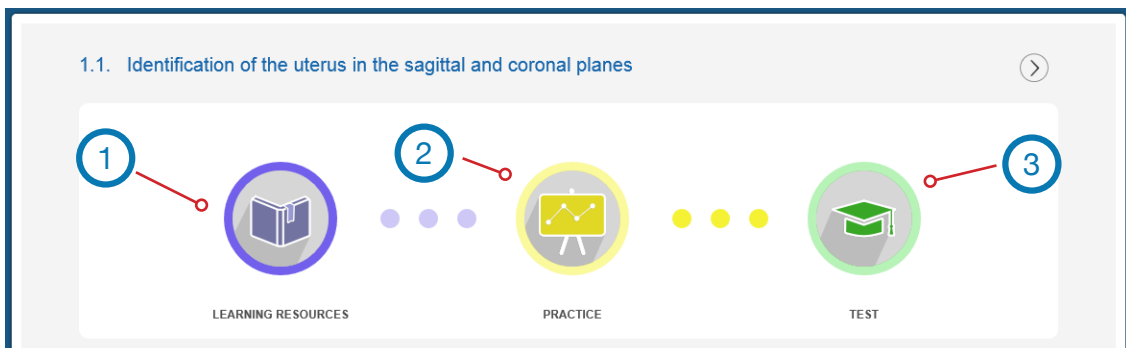 1.1. Identification of the uterus in the sagittal and coronal planes
1
2
3
LEARNING RESOURCES
PRACTICE
TEST